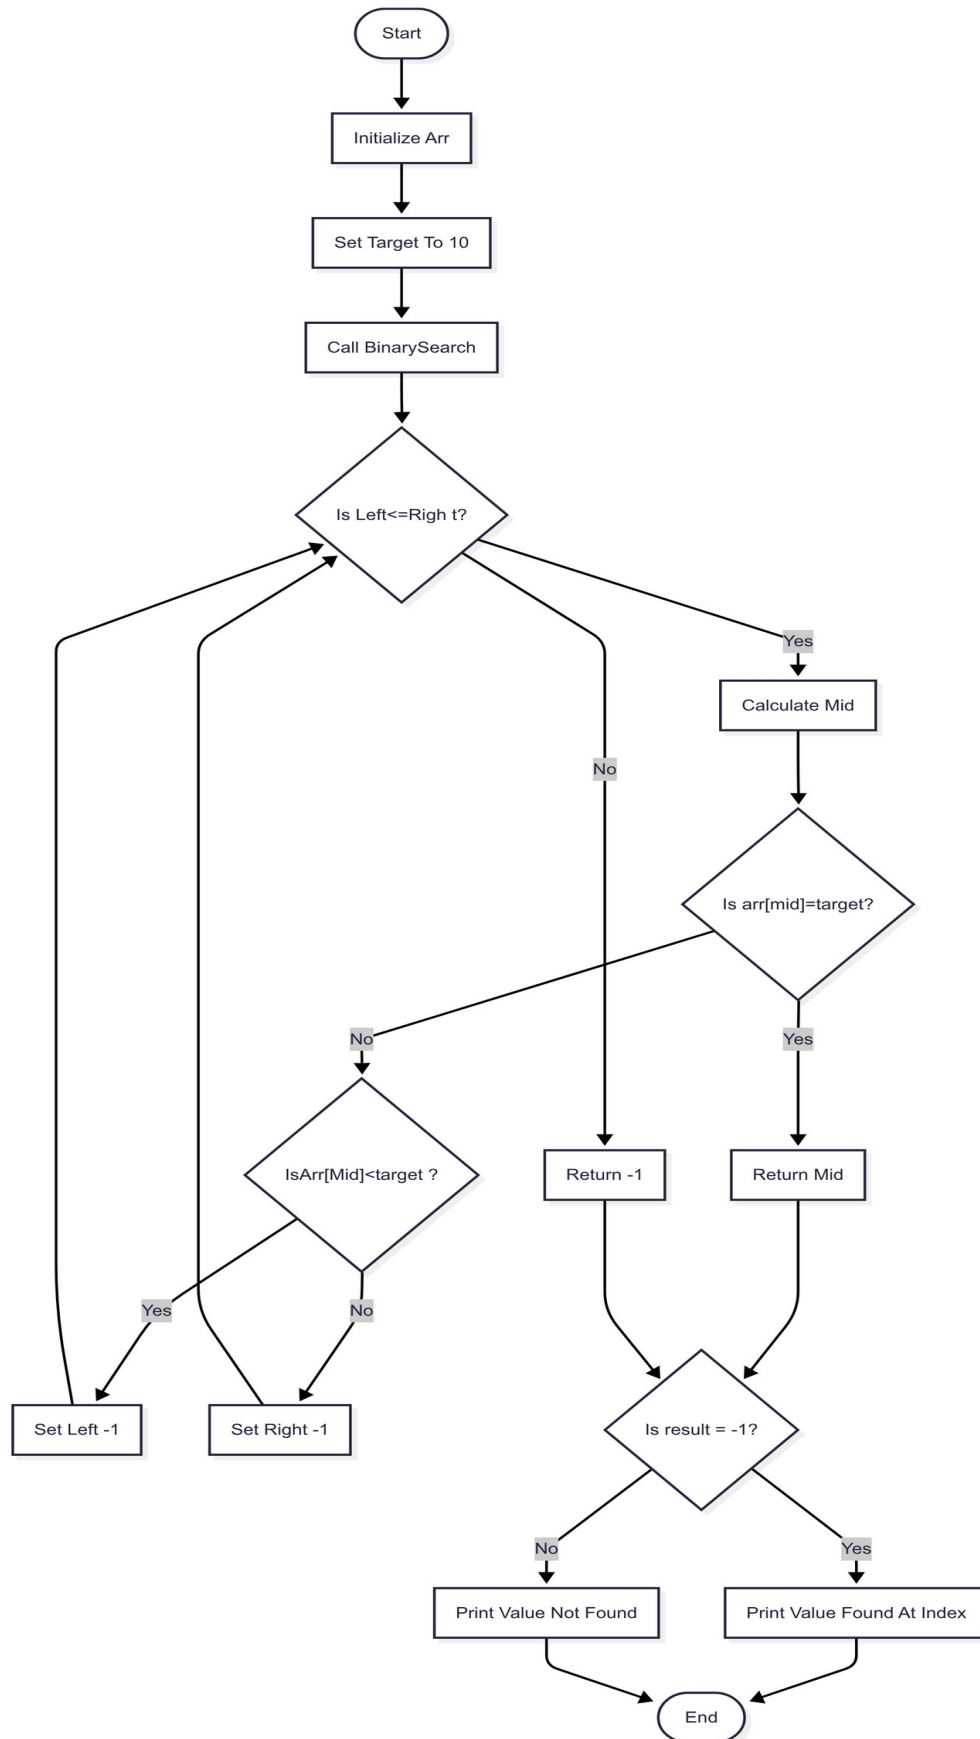 Start
Initialize Arr
Set Target To 10
Call BinarySearch
Is Left<=Righ t?
Yes
Calculate Mid
No
Is arr[mid]=target?
No
Yes
IsArr[Mid]<target ?
Return -1
Return Mid
Yes
No
Set Left -1
Set Right -1
Is result = -1?
No
Yes
Print Value Not Found
Print Value Found At Index
End